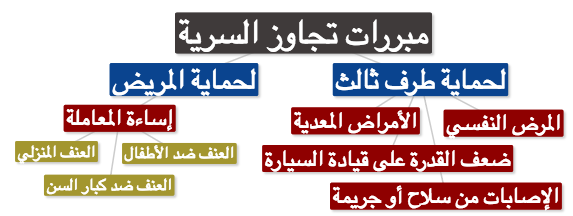 مبررات تجاوز السرية
لحماية طرف ثالث
لحماية المريض
المرض النفسي
الأمراض المعدية
ضعف القدرة على قيادة السيارة
الإصابات من سلاح أو جريمة
إساءة المعاملة
العنف ضد الأطفال
العنف المنزلي
العنف ضد كبار السن